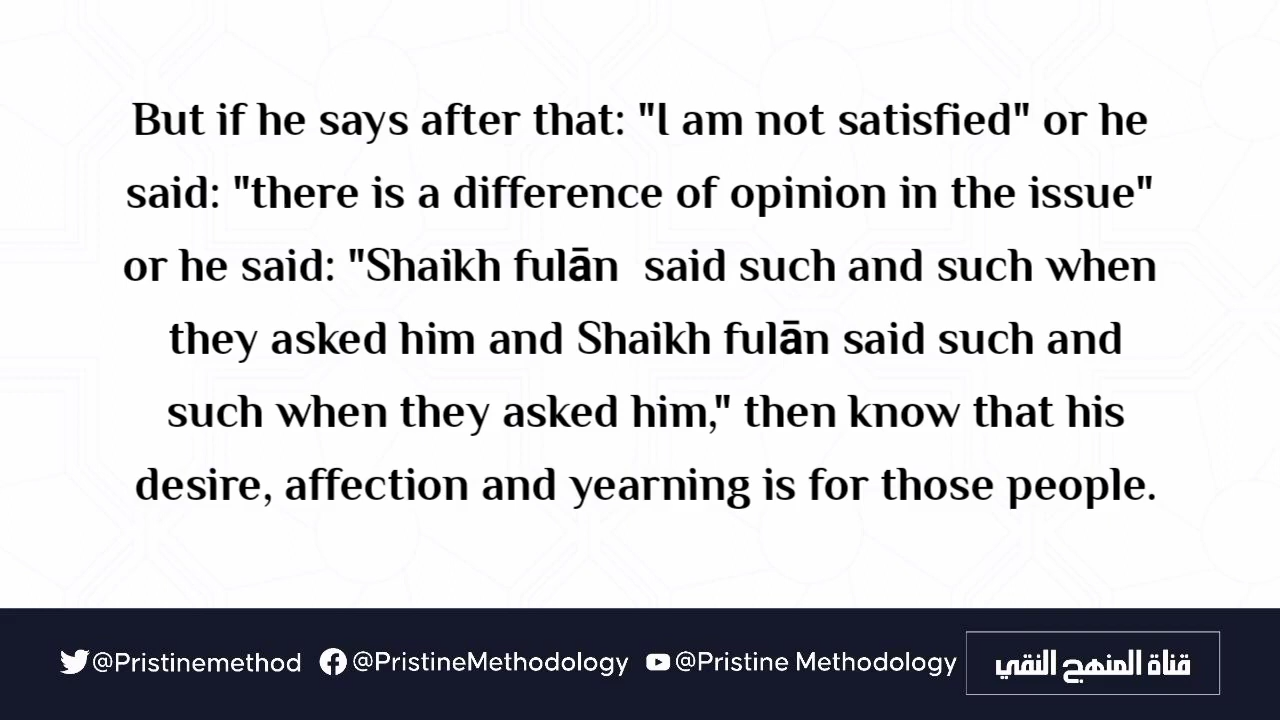 But if he says after that: "I am not satisfied" or he
said: "there is a difference of opinion in the issue"
or he said: "Shaikh fulān  said such and such when
they asked him and Shaikh fulān said such and
such when they asked him," then know that his
desire, affection and yearning is for those people.
@Pristinemethod @PristineMethodology @Pristine Methodology قناة المنهج النقي